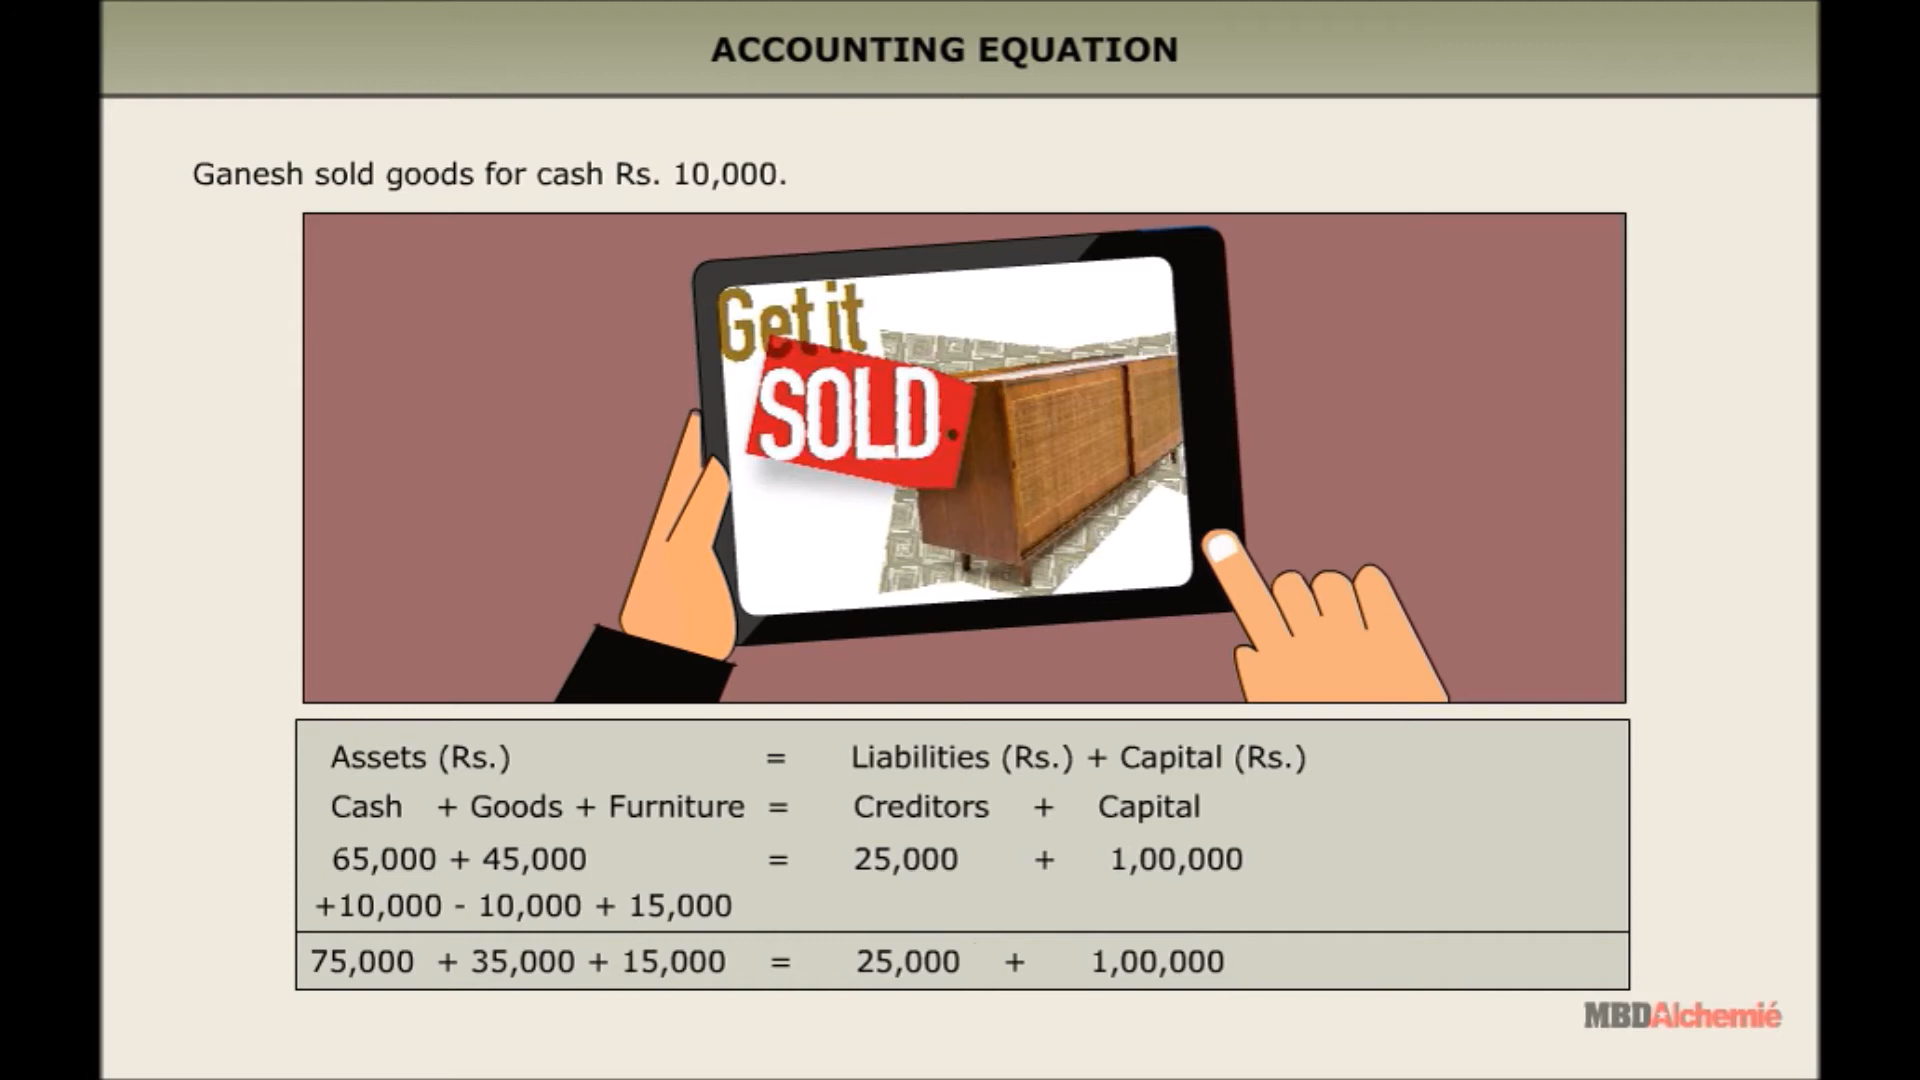 ACCOUNTING EQUATION
Ganesh sold goods for cash Rs. 10,000.
Get it
SOLD
Assets (Rs.) = Liabilities (Rs.) + Capital (Rs.)
Cash + Goods + Furniture = Creditors + Capital
65,000 + 45,000 = 25,000 + 1,00,000
+10,000 - 10,000 + 15,000
75,000 + 35,000 + 15,000 = 25,000 + 1,00,000
MBDAlchemié